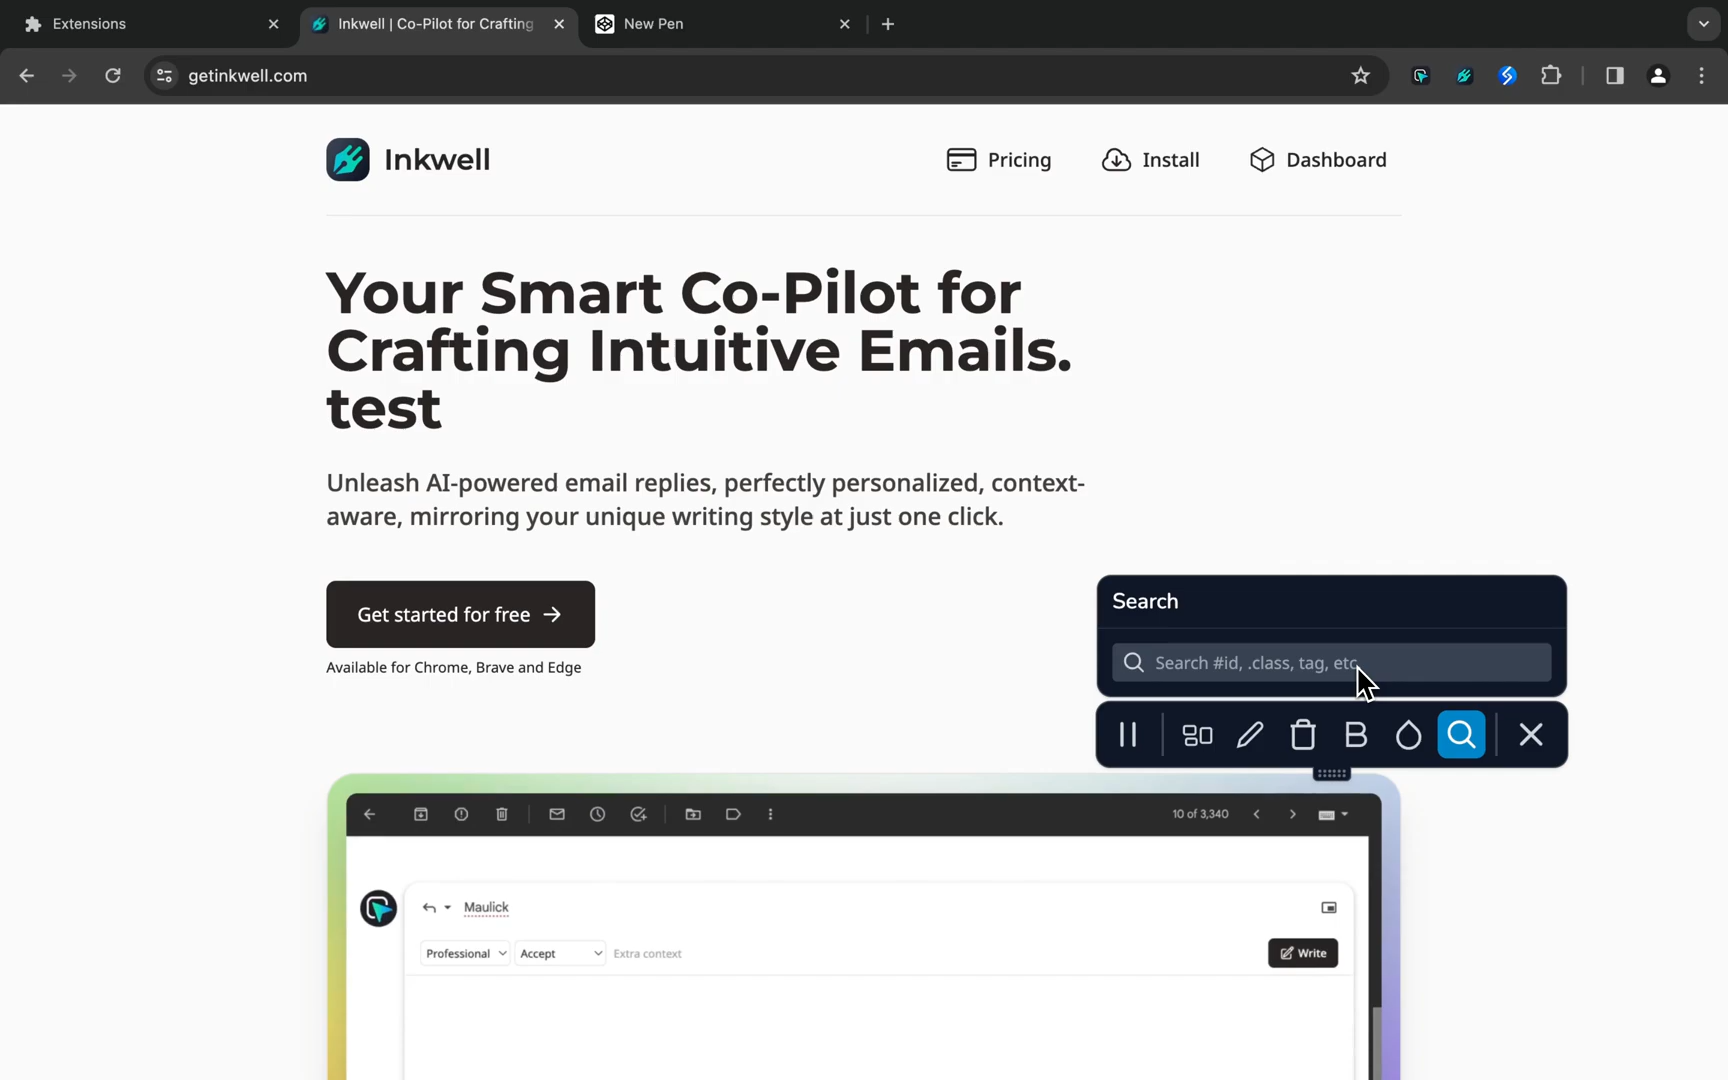 Extensions
Inkwell | Co-Pilot for Crafting
New Pen
getinkwell.com
Inkwell
Pricing
Install
Dashboard
Your Smart Co-Pilot for
Crafting Intuitive Emails.
test
Unleash AI-powered email replies, perfectly personalized, context-
aware, mirroring your unique writing style at just one click.
Get started for free →
Available for Chrome, Brave and Edge
Search
Search #id, .class, tag, etc
B
10 of 3,340
Maulick
Professional
Accept
Extra context
Write